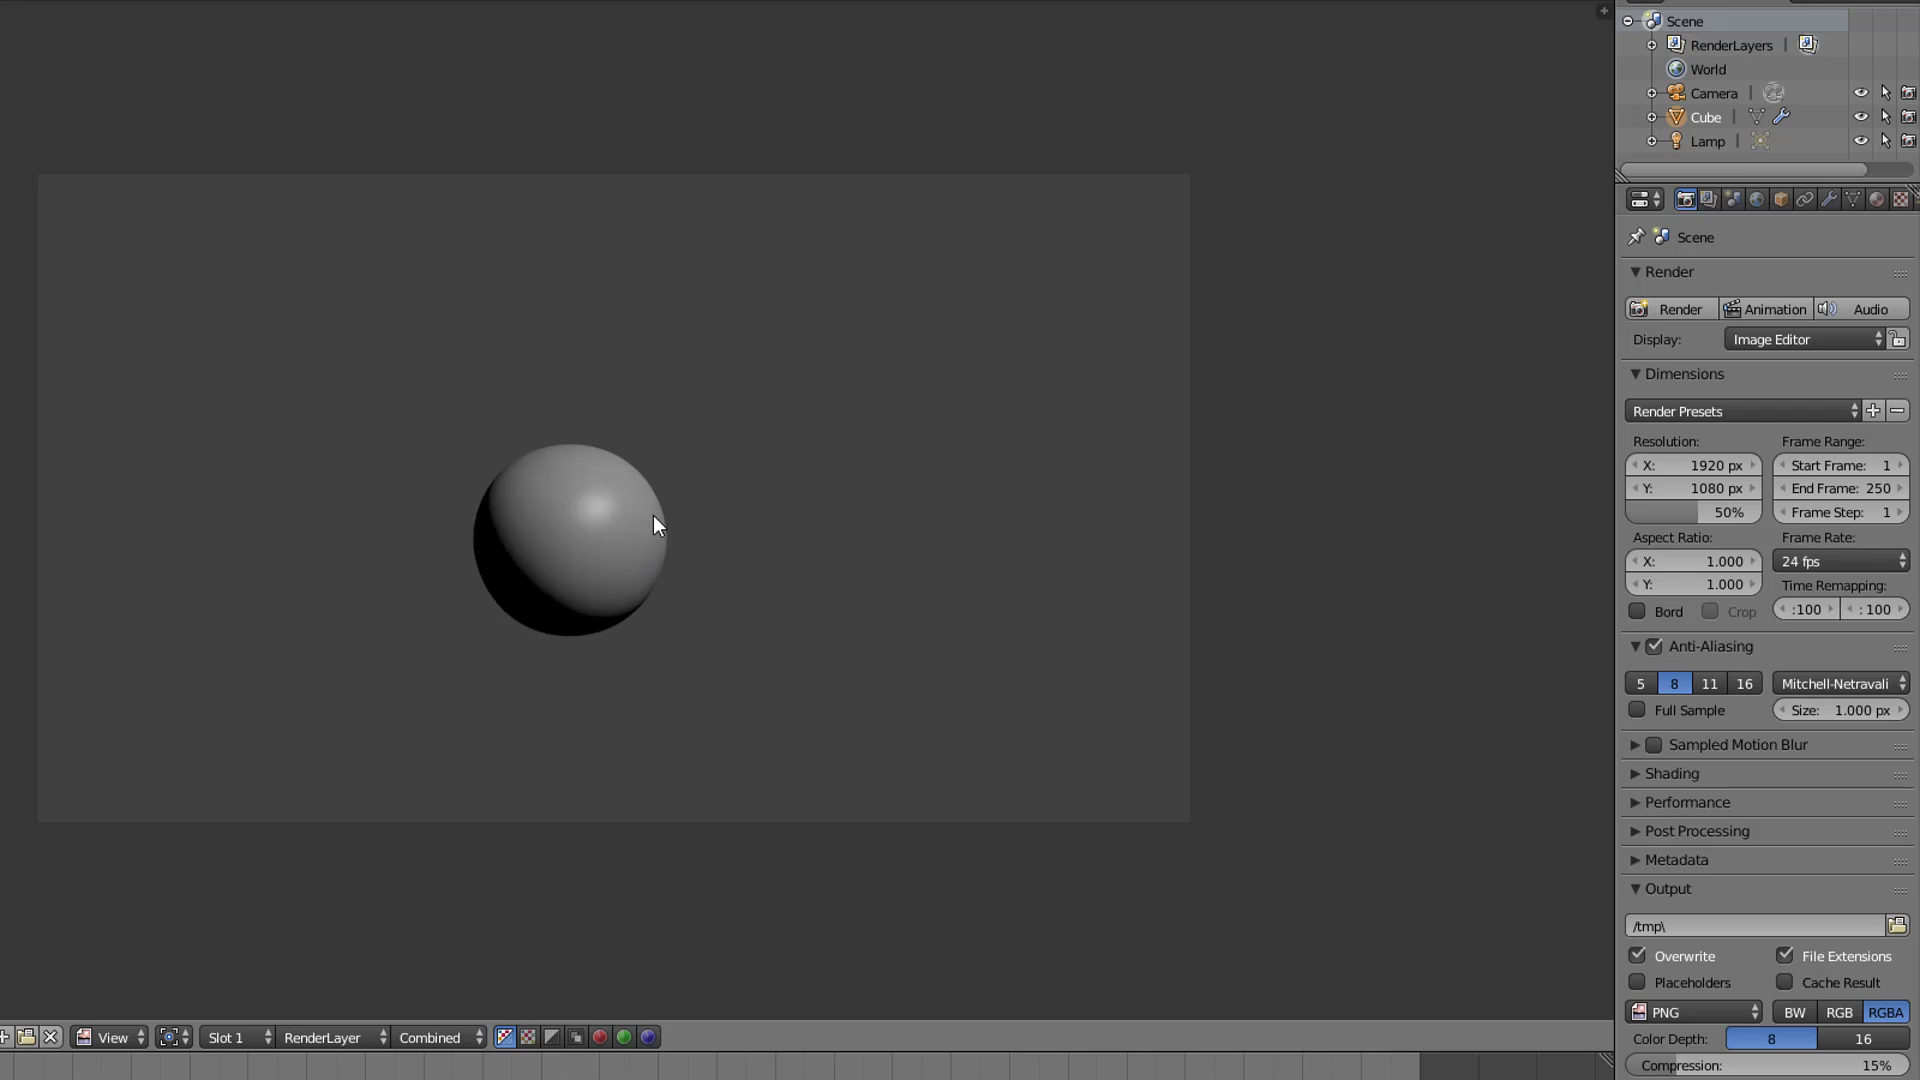 Scene
RenderLayers
World
Camera
Cube
Lamp
Scene
Render
Render Animation Audio
Display: Image Editor
Dimensions
Render Presets
Resolution: Frame Range:
X: 1920 px Start Frame: 1
Y: 1080 px End Frame: 250
50% Frame Step: 1
Aspect Ratio: Frame Rate:
X: 1.000 24 fps
Y: 1.000 Time Remapping:
Bord Crop :100 : 100
Anti-Aliasing
5 8 11 16 Mitchell-Netravali
Full Sample Size: 1.000 px
Sampled Motion Blur
Shading
Performance
Post Processing
Metadata
Output
/tmp\
Overwrite File Extensions
Placeholders Cache Result
PNG BW RGB RGBA
View Slot 1 RenderLayer Combined
Color Depth: 8 16
Compression: 15%